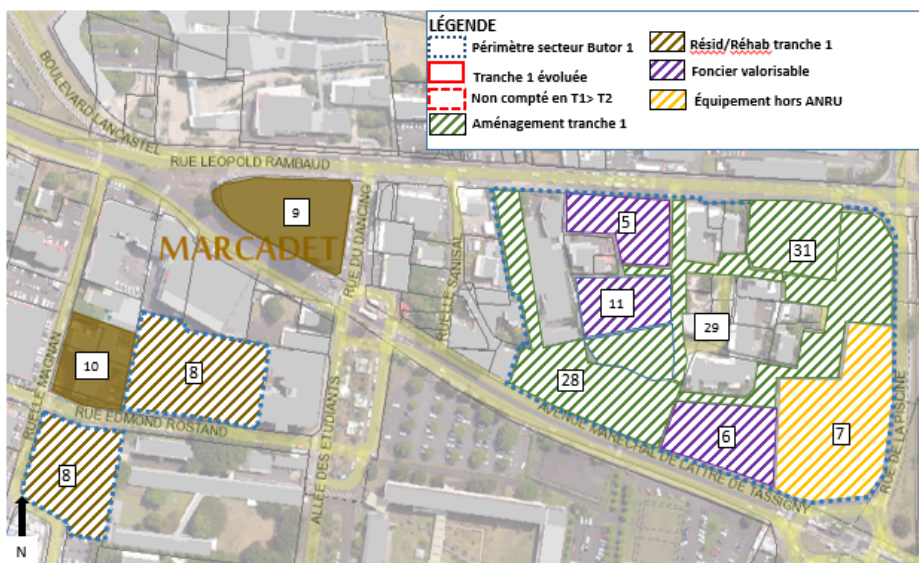 LÉGENDE
Périmètre secteur Butor 1
Tranche 1 évoluée
Non compté en T1> T2
Aménagement tranche 1
Résid/Réhab tranche 1
Foncier valorisable
Équipement hors ANRU
BOULEVARD LANCASTEL
RUE LEOPOLD RAMBAUD
9
MARCADET
RUE DU DANCING
RUELLE SANISAL
5
31
11
29
RUELLE MAGNAN
10
8
28
6
7
RUE EDMOND ROSTAND
8
ALLÉE DES ETUDIANTS
AVENUE MARECHAL DE LATTRE DE TASSIGNY
RUE DE LA PISCINE
N